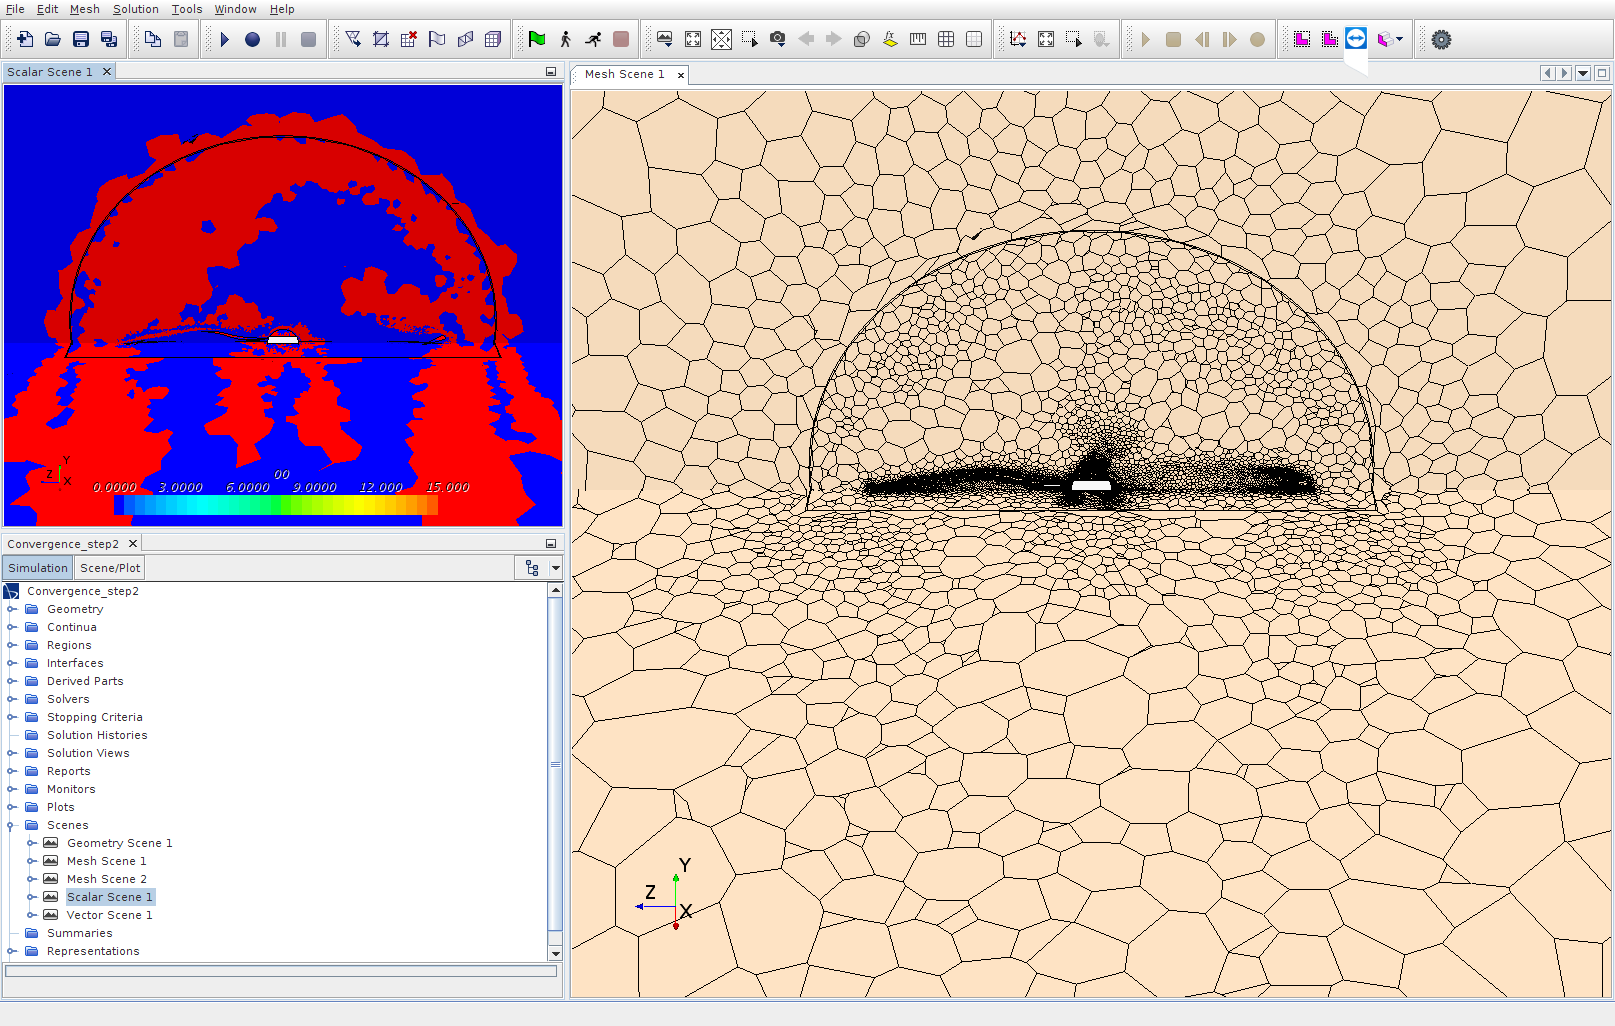 File Edit Mesh Solution Tools Window Help
Scalar Scene 1
Mesh Scene 1
Y
Z
X
00
0.0000 3.0000 6.0000 9.0000 12.000 15.000
Convergence_step2
Simulation Scene/Plot
Convergence_step2
Geometry
Continua
Regions
Interfaces
Derived Parts
Solvers
Stopping Criteria
Solution Histories
Solution Views
Reports
Monitors
Plots
Scenes
Geometry Scene 1
Mesh Scene 1
Mesh Scene 2
Scalar Scene 1
Vector Scene 1
Summaries
Representations
Y
Z
X